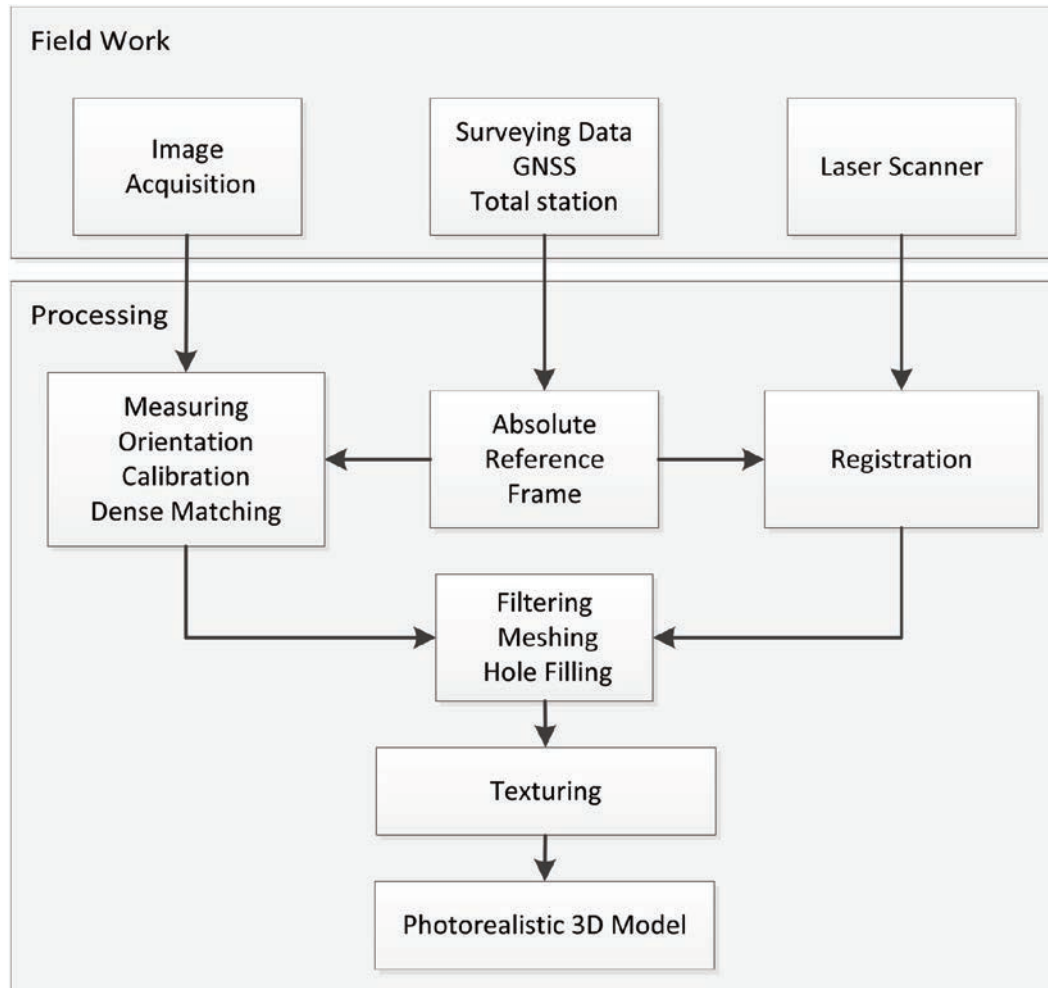 Field Work
Image
Acquisition
Surveying Data
GNSS
Total station
Laser Scanner
Processing
Measuring
Orientation
Calibration
Dense Matching
Absolute
Reference
Frame
Registration
Filtering
Meshing
Hole Filling
Texturing
Photorealistic 3D Model